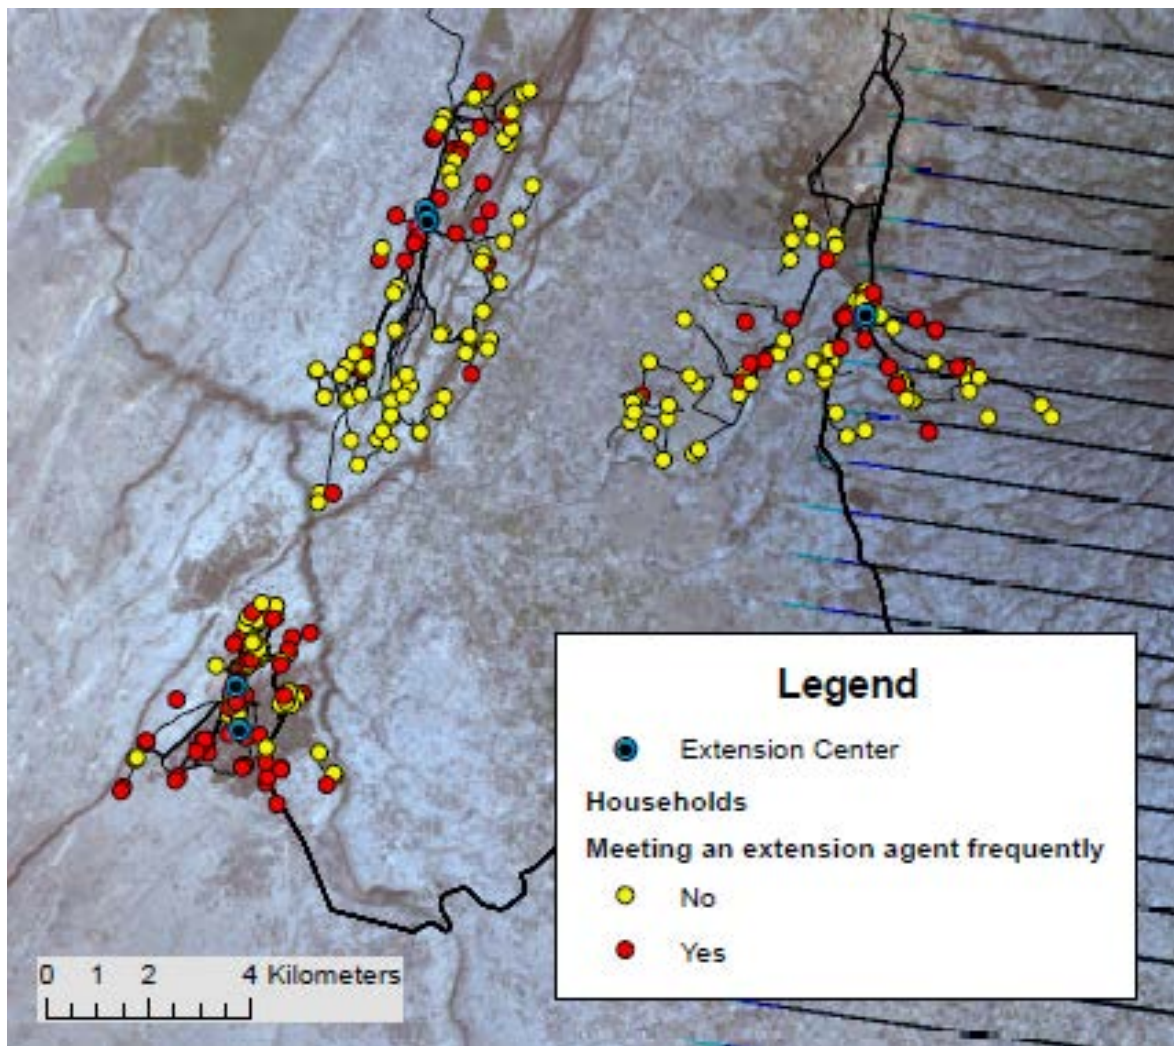 Legend
Extension Center
Households
Meeting an extension agent frequently
No
Yes
0 1 2 4 Kilometers